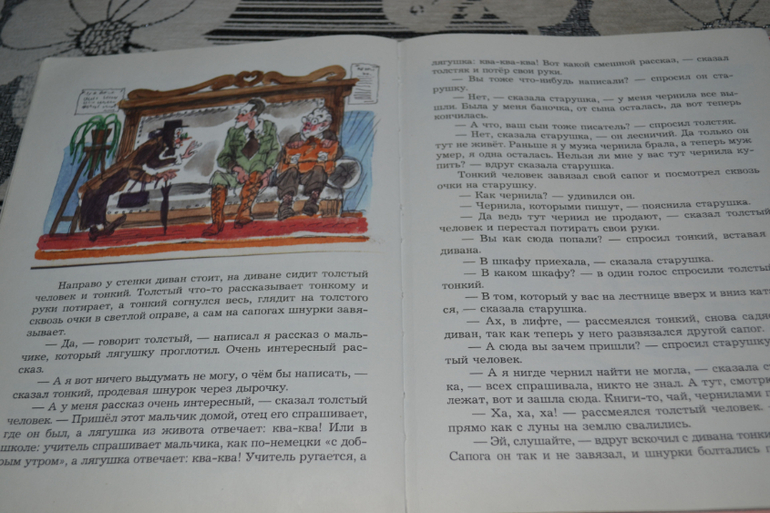 Направо у стенки диван стоит, на диване сидит толстый
человек и тонкий. Толстый что-то рассказывает тонкому и
руки потирает, а тонкий согнулся весь, глядит на толстого
сквозь очки в светлой оправе, а сам на сапогах шнурки завя-
зывает.
— Да, — говорит толстый, — написал я рассказ о маль-
чике, который лягушку проглотил. Очень интересный рас-
сказ.
— А я вот ничего выдумать не могу, о чём бы написать, —
сказал тонкий, продевая шнурок через дырочку.
— А у меня рассказ очень интересный, — сказал толстый
человек. — Пришёл этот мальчик домой, отец его спрашивает,
где он был, а лягушка из живота отвечает: ква-ква! Или в
школе: учитель спрашивает мальчика, как по-немецки «с доб-
рым утром», а лягушка отвечает: ква-ква! Учитель ругается, а
лягушка: ква-ква-ква! Вот какой смешной рассказ, — сказал
толстяк и потёр свои руки.
— Вы тоже что-нибудь написали? — спросил он ста-
рушку.
— Нет, — сказала старушка, — у меня чернила все вы-
шли. Была у меня баночка, от сына осталась, да вот теперь
кончилась.
— А что, ваш сын тоже писатель? — спросил толстяк.
— Нет, сказала старушка, — он лесничий. Да только он
тут не живёт. Раньше я у мужа чернила брала, а теперь муж
умер, я одна осталась. Нельзя ли мне у вас тут чернила ку-
пить? — вдруг сказала старушка.
Тонкий человек завязал свой сапог и посмотрел сквозь
очки на старушку.
— Как чернила? — удивился он.
— Чернила, которыми пишут, — пояснила старушка.
— Да ведь тут чернил не продают, — сказал толстый
человек и перестал потирать свои руки.
— Вы как сюда попали? — спросил тонкий, вставая
дивана.
— В шкафу приехала, — сказала старушка.
— В каком шкафу? — в один голос спросили толстый
тонкий.
— В том, который у вас на лестнице вверх и вниз ката
ся, — сказала старушка.
— Ах, в лифте, — рассмеялся тонкий, снова садяс
диван, так как теперь у него развязался другой сапог.
— А сюда вы зачем пришли? — спросил старушку
тый человек.
— А я нигде чернил найти не могла, — сказала ст
ка, — всех спрашивала, никто не знал. А тут, смотр
лежат, вот и зашла сюда. Книги-то, чай, чернилами п
— Ха, ха, ха! — рассмеялся толстый человек.
прямо как с луны на землю свалились.
— Эй, слушайте, — вдруг вскочил с дивана тонк
Сапога он так и не завязал, и шнурки болтались п